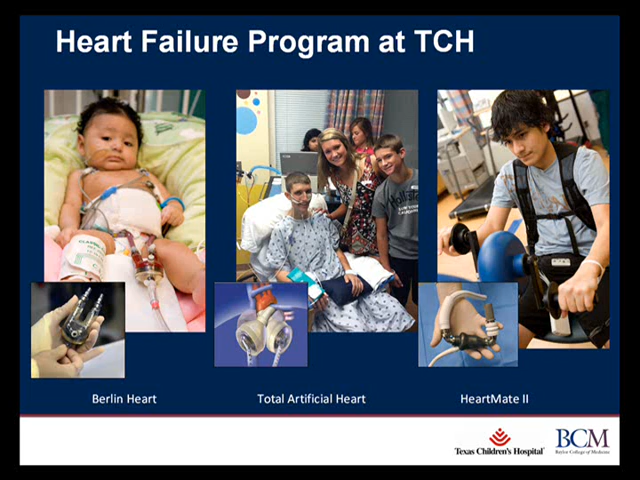 Heart Failure Program at TCH
Berlin Heart
Total Artificial Heart
HeartMate II
Texas Children's Hospital
BCM
Baylor College of Medicine